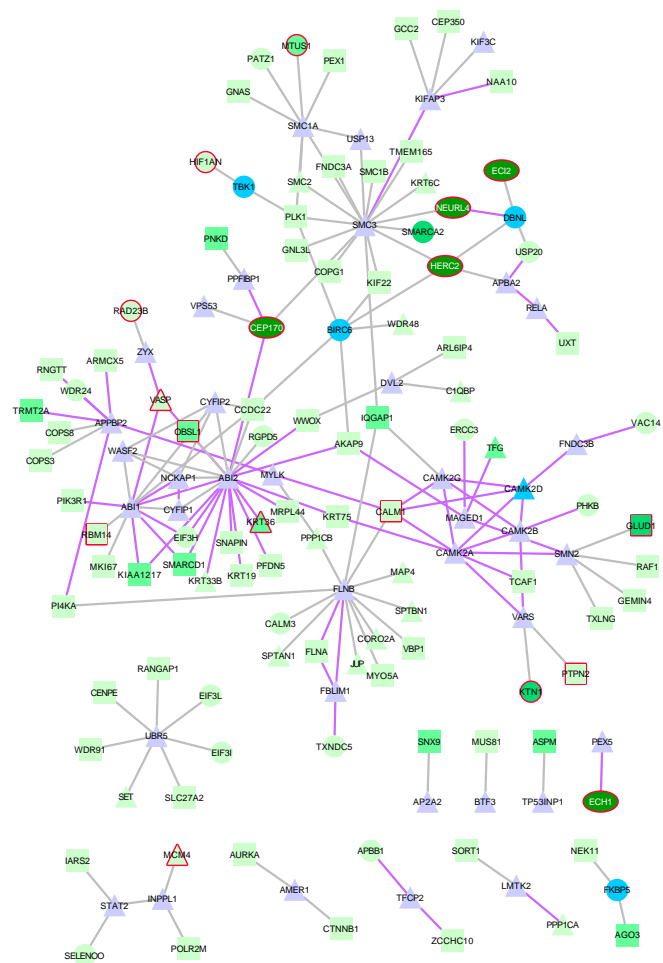 CEP350
GCC2
KIF3C
MTUS1
PATZ1
PEX1
NAA10
GNAS
KIFAP3
SMC1A
USP13
TMEM165
HIF1AN
FNDC3A
SMC1B
ECI2
TBK1
SMC2
KRT6C
NEURL4
PLK1
DBNL
SMC3
SMARCA2
PNKD
GNL3L
USP20
HERC2
COPG1
PPFIBP1
KIF22
APBA2
VPS53
RELA
RAD23B
CEP170
BIRC6
WDR48
UXT
ZYX
ARL6IP4
ARMCX5
RNGTT
DVL2
WDR24
C1QBP
VASP
CYFIP2
CCDC22
TRMT2A
APPBP2
OBSL1
WWOX
IQGAP1
ERCC3
VAC14
COPS8
RGPD5
AKAP9
TFG
FNDC3B
WASF2
COPS3
NCKAP1
ABI2
MYLK
CAMK2G
CAMK2D
PIK3R1
ABI1
CYFIP1
MRPL44
KRT75
CALM1
MAGED1
PHKB
KRT36
CAMK2B
GLUD1
RBM14
EIF3H
SNAPIN
PPP1CB
CAMK2A
SMN2
MKI67
KIAA1217
SMARCD1
PFDN5
RAF1
KRT33B
KRT19
MAP4
TCAF1
GEMIN4
PI4KA
FLNB
SPTBN1
VARS
TXLNG
CALM3
CORO2A
VBP1
SPTAN1
FLNA
JUP
MYO5A
PTPN2
FBLIM1
KTN1
RANGAP1
CENPE
EIF3L
TXNDC5
UBR5
SNX9
MUS81
ASPM
PEX5
WDR91
EIF3I
SET
SLC27A2
AP2A2
BTF3
TP53INP1
ECH1
IARS2
MCM4
AURKA
APBB1
SORT1
NEK11
STAT2
INPPL1
AMER1
TFCP2
LMTK2
FKBP5
SELENOO
POLR2M
CTNNB1
ZCCHC10
PPP1CA
AGO3